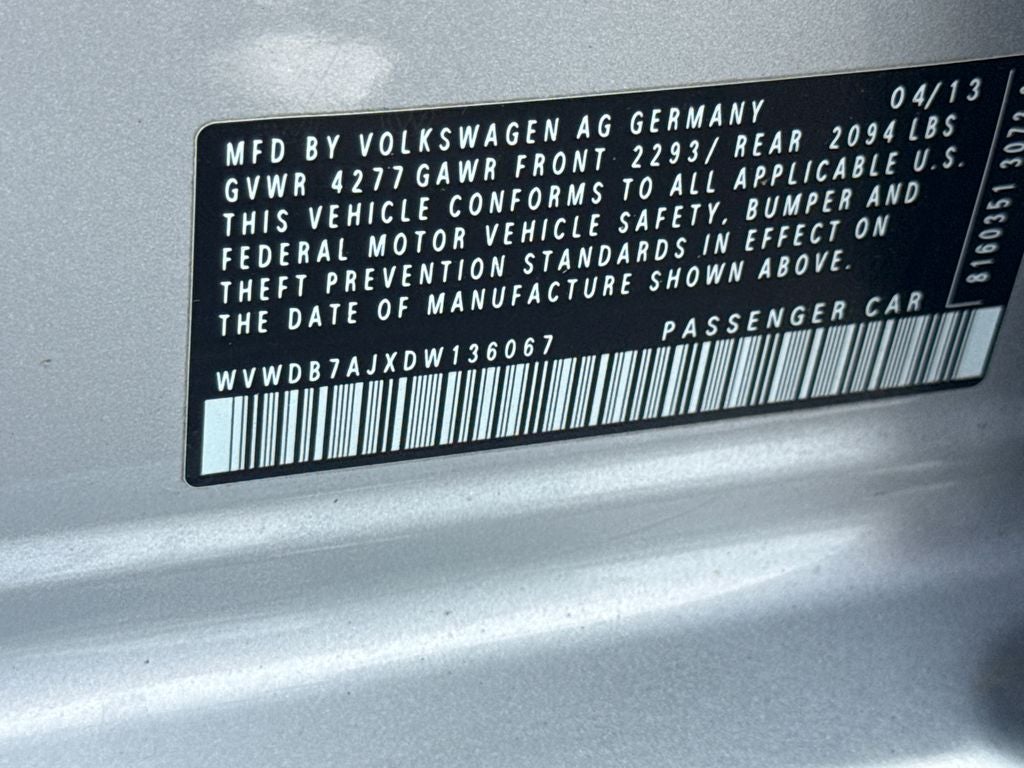 04/13
MFD BY VOLKSWAGEN AG GERMANY
GVWR 4277 GAWR FRONT 2293/ REAR 2094 LBS
THIS VEHICLE CONFORMS TO ALL APPLICABLE U.S.
FEDERAL MOTOR VEHICLE SAFETY, BUMPER AND
THEFT PREVENTION STANDARDS IN EFFECT ON
THE DATE OF MANUFACTURE SHOWN ABOVE.
WVWDB7AJXDW136067
PASSENGER CAR
8160351